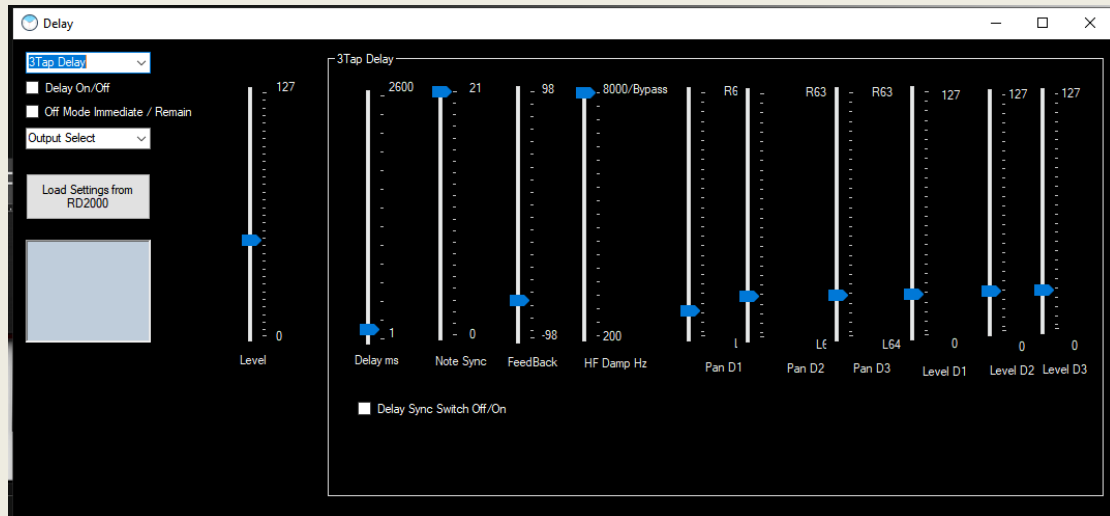 Delay
3Tap Delay
Delay On/Off
Off Mode Immediate / Remain
Output Select
Load Settings from
RD2000
127
0
Level
3Tap Delay
2600
1
Delay ms
21
0
Note Sync
98
-98
FeedBack
8000/Bypass
200
HF Damp Hz
R6
Pan D1
R63
L6
Pan D2
R63
L64
Pan D3
127
0
Level D1
127
0
Level D2
127
0
Level D3
Delay Sync Switch Off/On